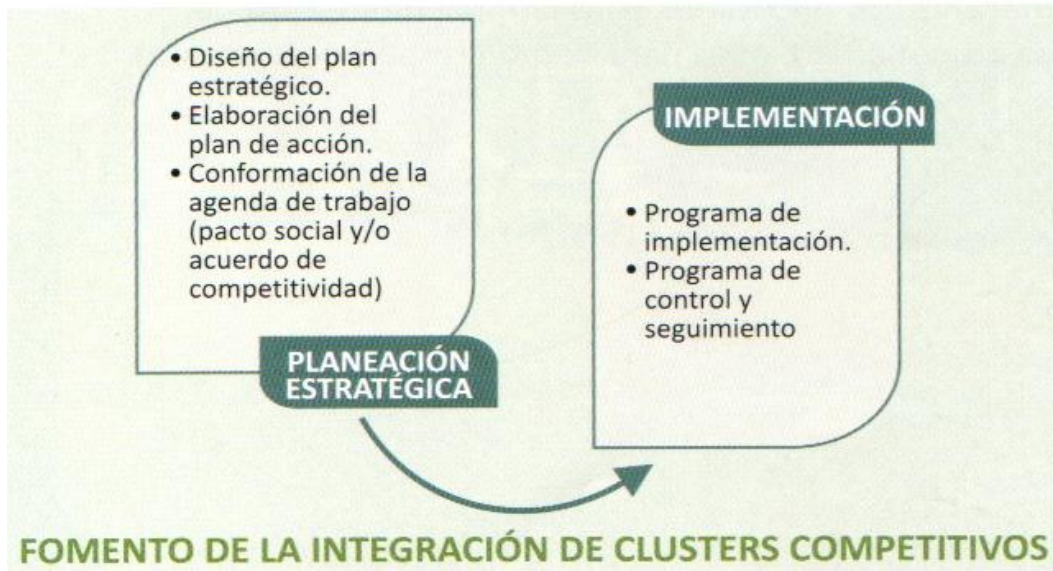 • Diseño del plan
estratégico.
• Elaboración del
plan de acción.
• Conformación de la
agenda de trabajo
(pacto social y/o
acuerdo de
competitividad)
PLANEACIÓN
ESTRATÉGICA
IMPLEMENTACIÓN
• Programa de
implementación.
• Programa de
control y
seguimiento
FOMENTO DE LA INTEGRACIÓN DE CLUSTERS COMPETITIVOS